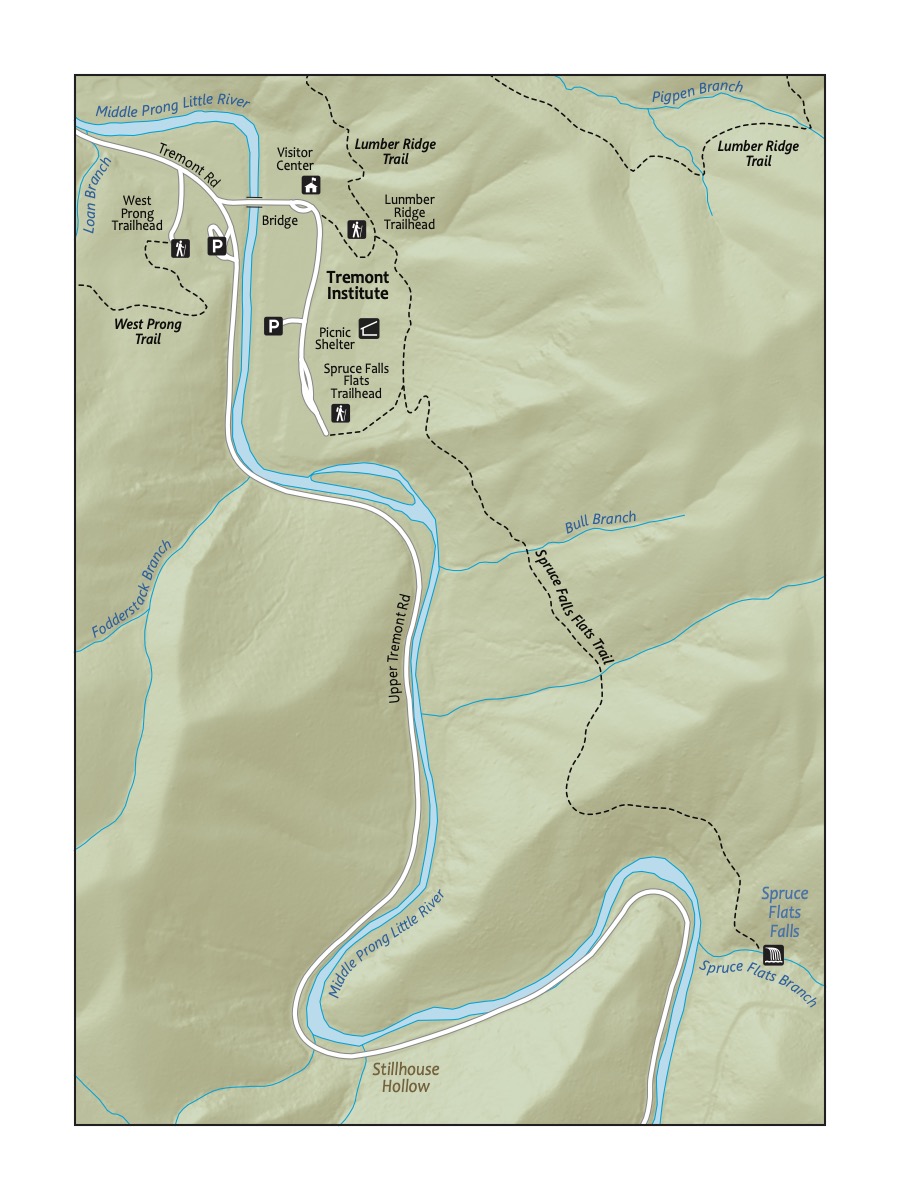 Middle Prong Little River
Pigpen Branch
Tremont Rd
Loan Branch
Visitor
Center
Lumber Ridge
Trail
Lumber Ridge
Trail
West
Prong
Trailhead
P
Bridge
Lunmber
Ridge
Trailhead
Tremont
Institute
West Prong
Trail
P
Picnic
Shelter
Spruce Falls
Flats
Trailhead
Bull Branch
Fodderstack Branch
Spruce Falls Flats Trail
Upper Tremont Rd
Middle Prong Little River
Spruce
Flats
Falls
Spruce Flats Branch
Stillhouse
Hollow